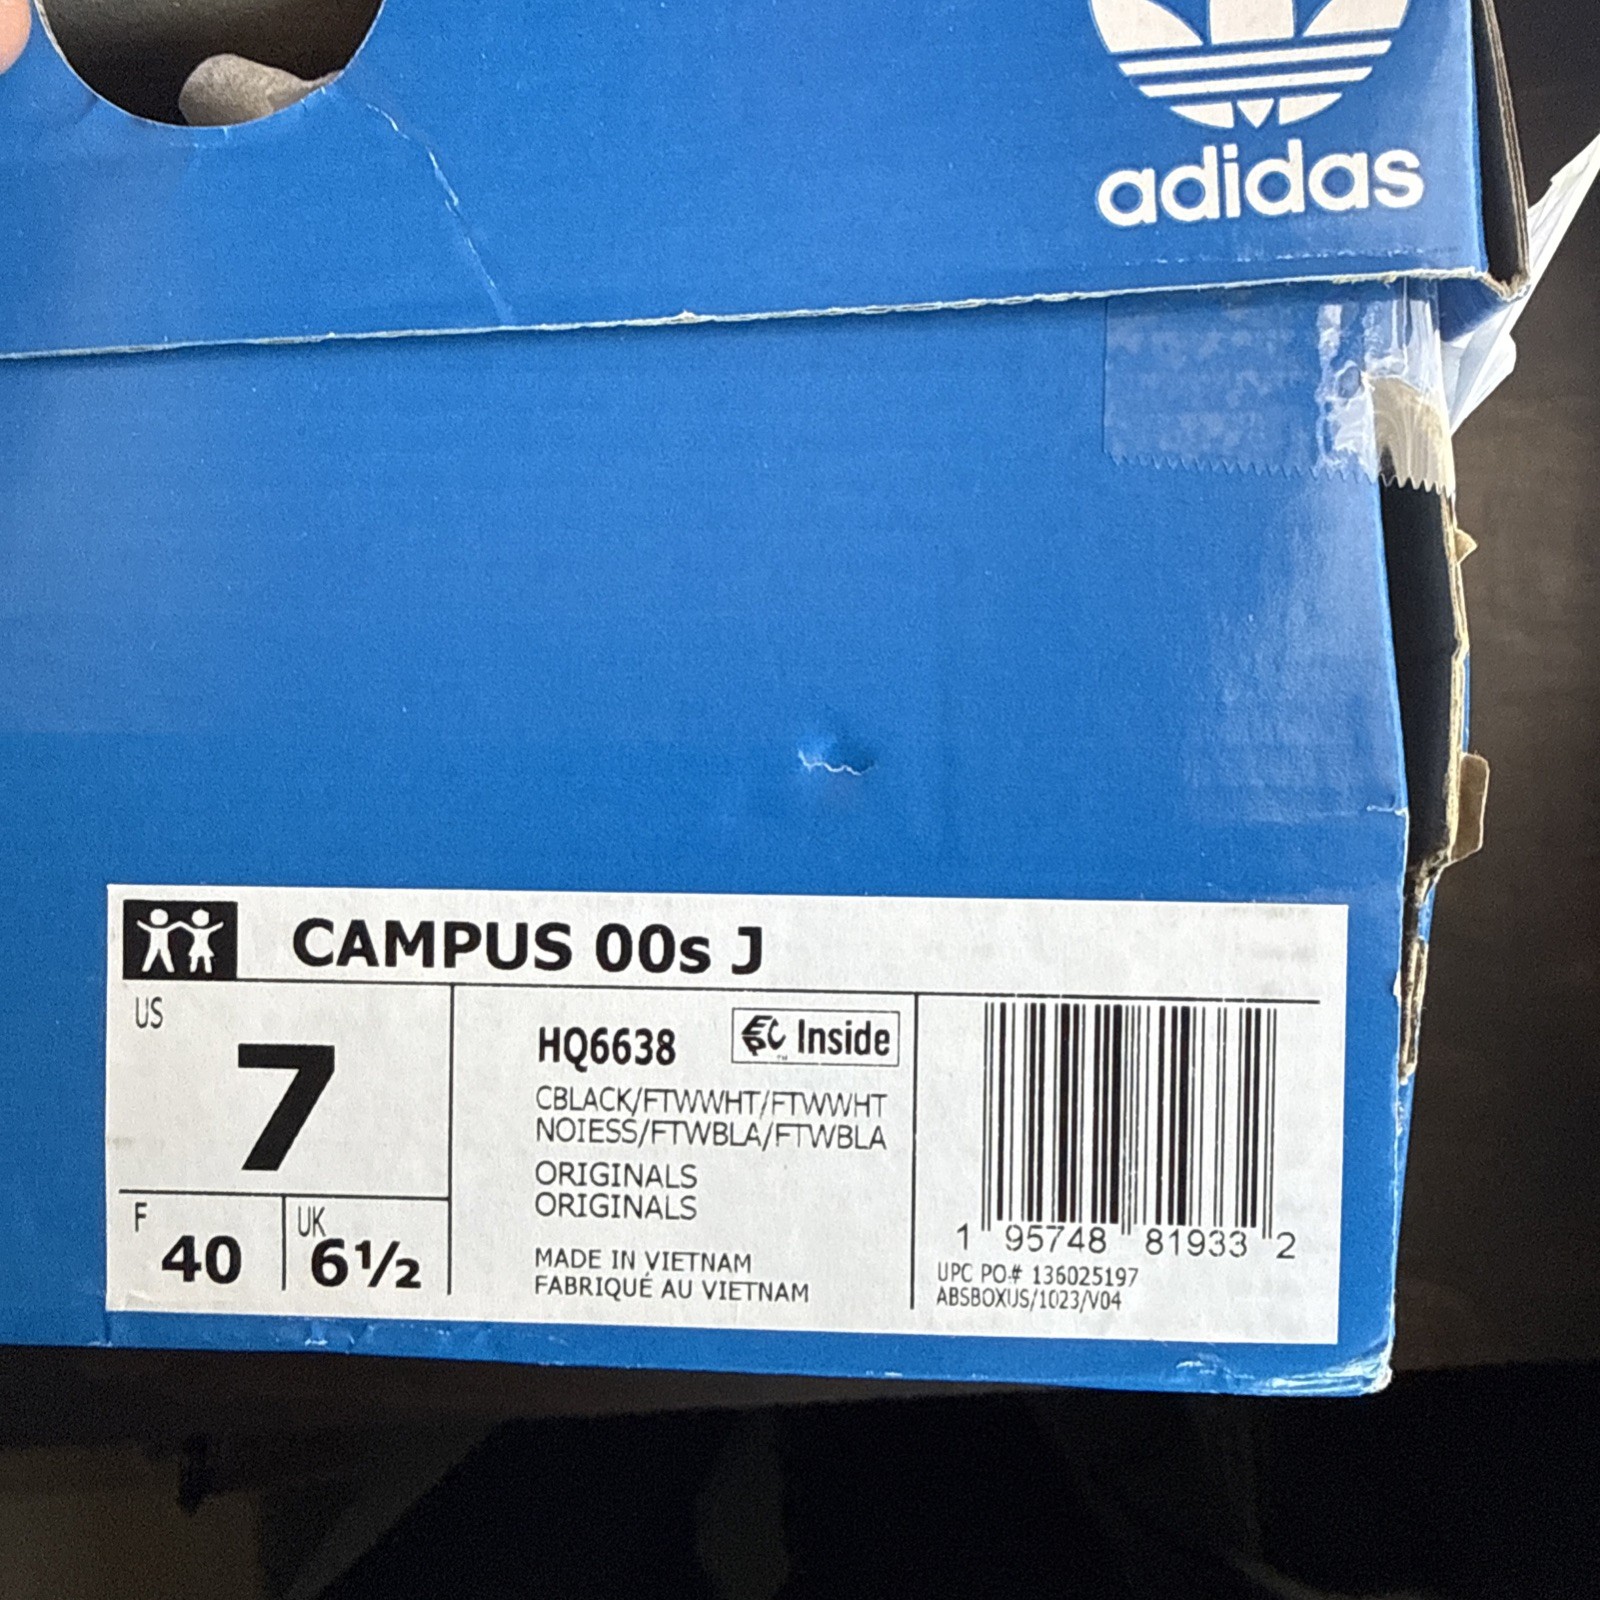 adidas
CAMPUS 00s J
US
7
F
40
UK
6½
HQ6638
EPC Inside
CBLACK/FTWWHT/FTWWHT
NOIESS/FTWBLA/FTWBLA
ORIGINALS
ORIGINALS
MADE IN VIETNAM
FABRIQUÉ AU VIETNAM
1 95748 81933 2
UPC PO# 136025197
ABSBOXUS/1023/V04